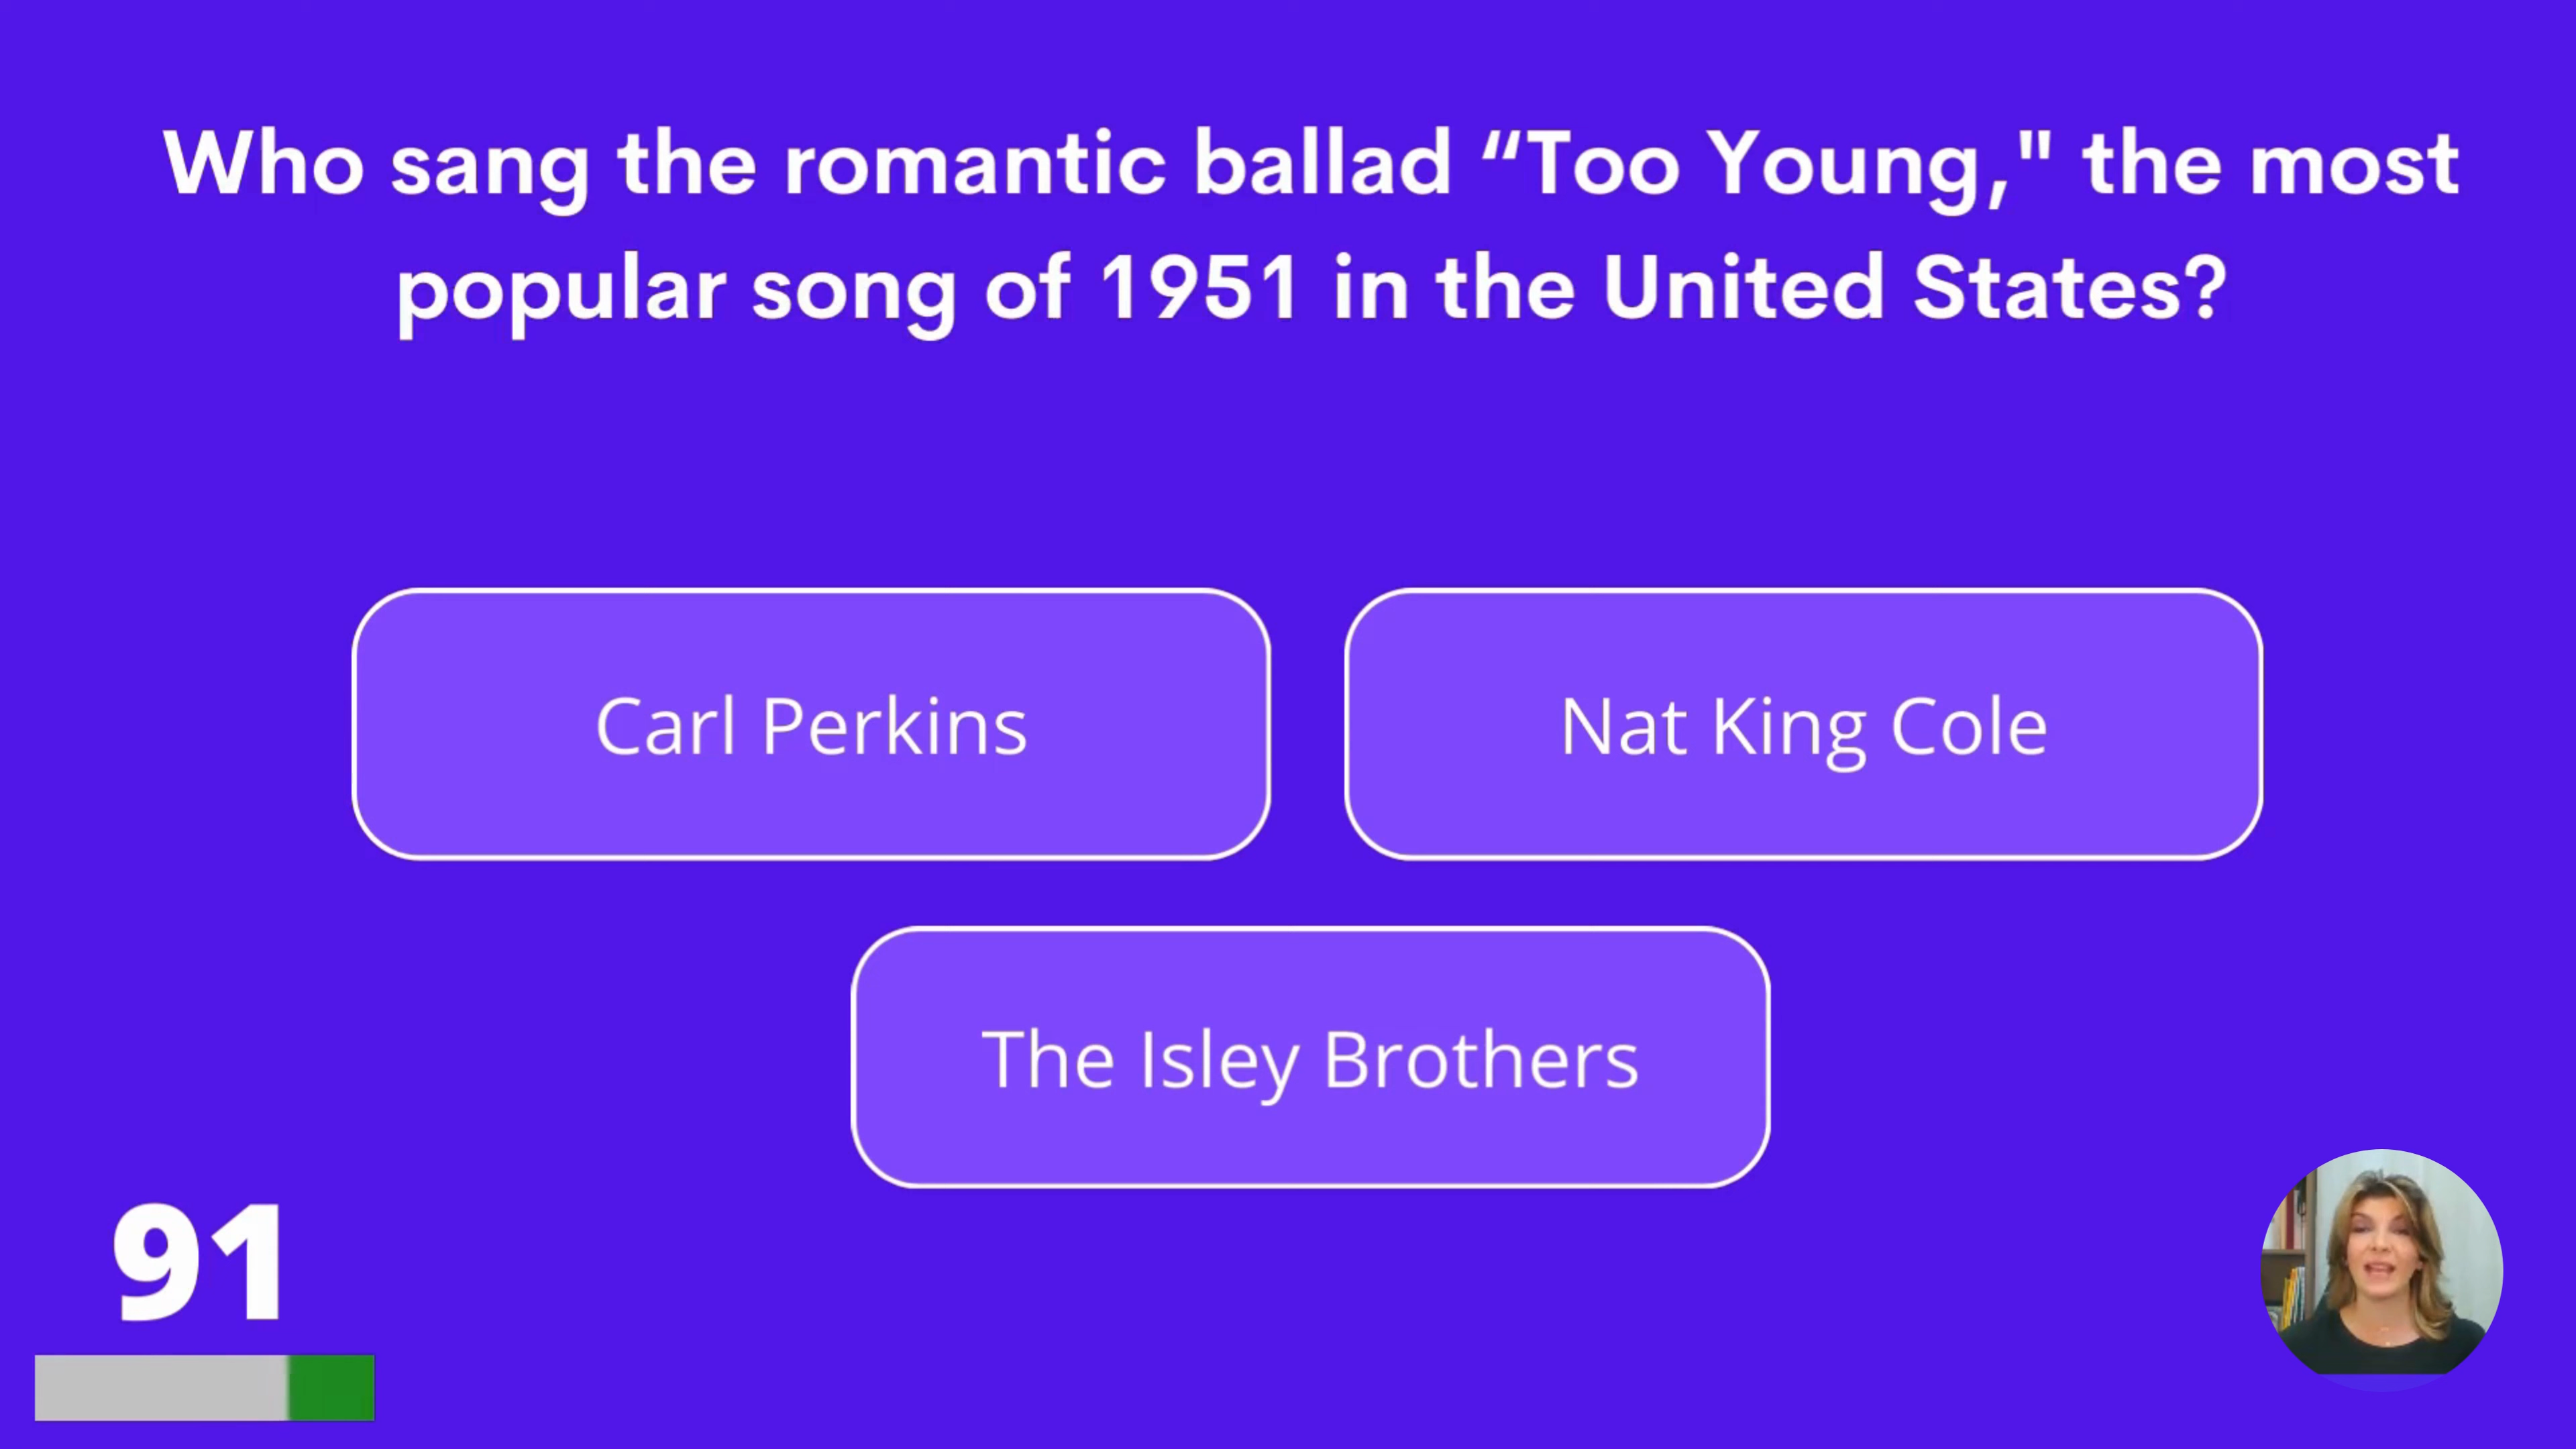 Who sang the romantic ballad “Too Young," the most
popular song of 1951 in the United States?
Carl Perkins
Nat King Cole
The Isley Brothers
91